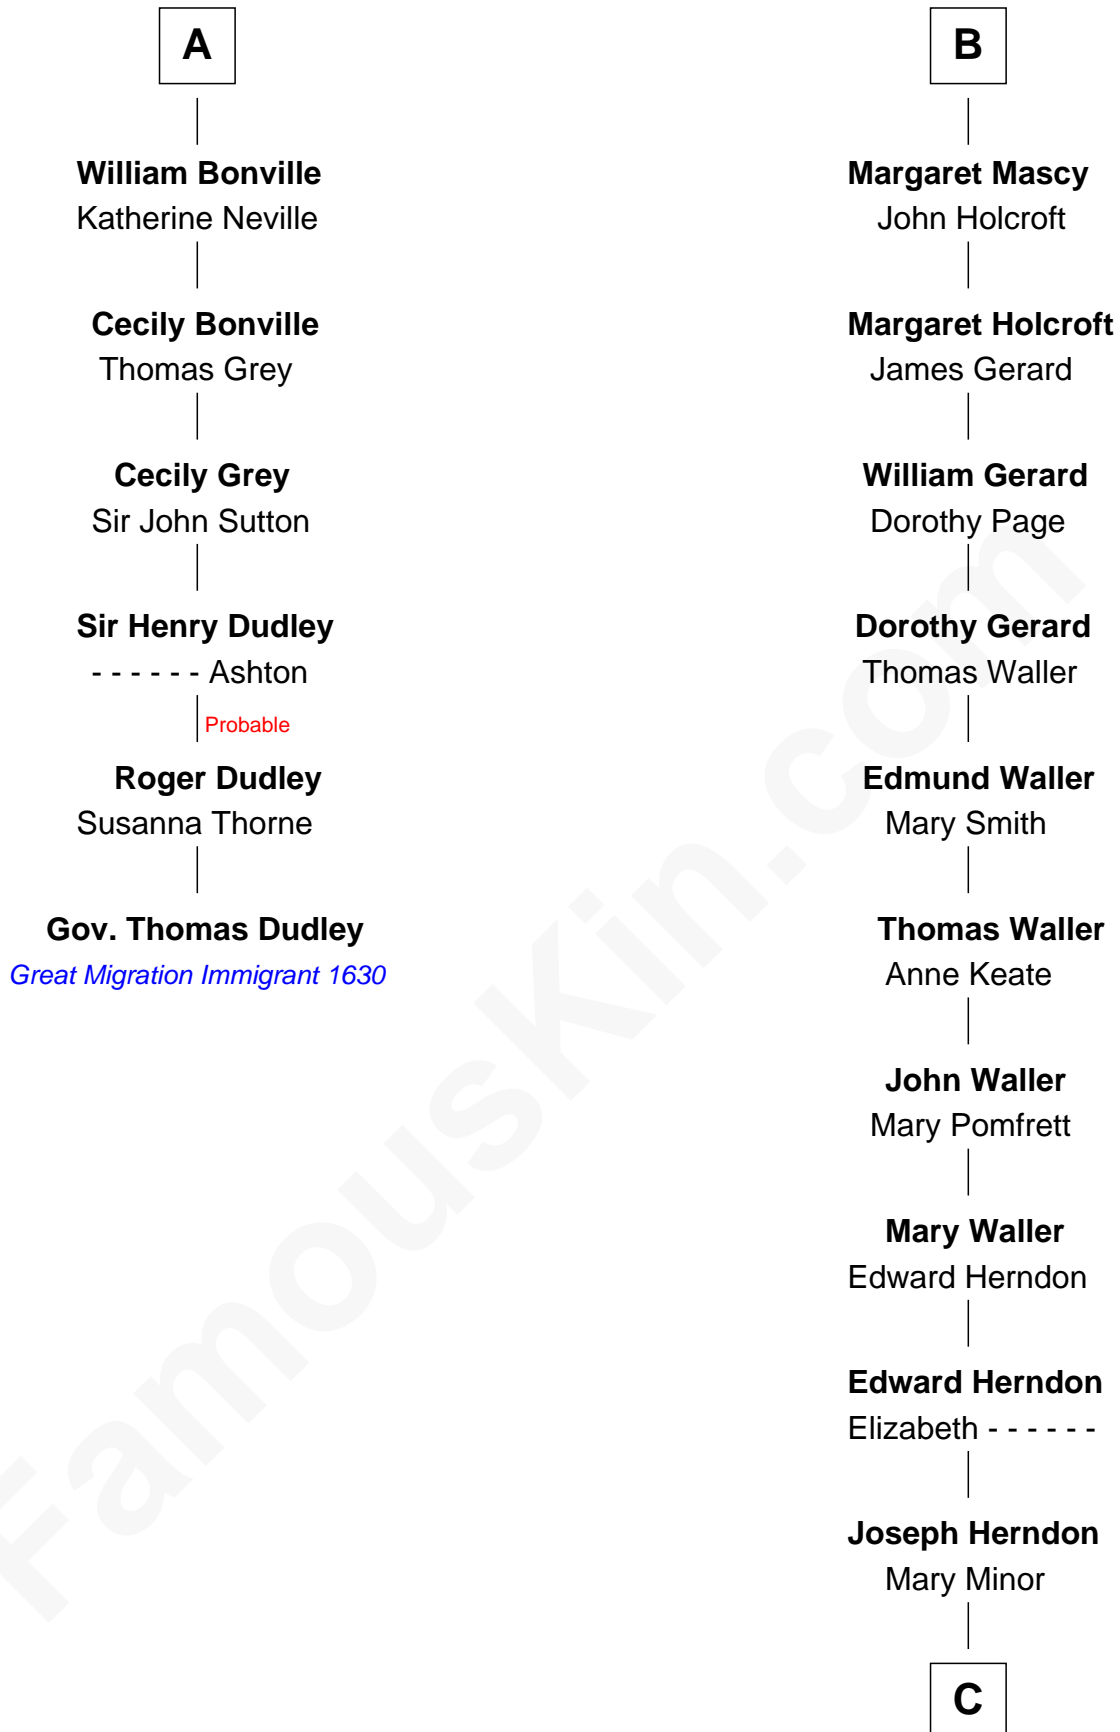 A
William Bonville
Katherine Neville
Cecily Bonville
Thomas Grey
Cecily Grey
Sir John Sutton
Sir Henry Dudley
- - - - - - Ashton
Probable
Roger Dudley
Susanna Thorne
Gov. Thomas Dudley
Great Migration Immigrant 1630
B
Margaret Mascy
John Holcroft
Margaret Holcroft
James Gerard
William Gerard
Dorothy Page
Dorothy Gerard
Thomas Waller
Edmund Waller
Mary Smith
Thomas Waller
Anne Keate
John Waller
Mary Pomfrett
Mary Waller
Edward Herndon
Edward Herndon
Elizabeth - - - - - -
Joseph Herndon
Mary Minor
C
FamousKin.com